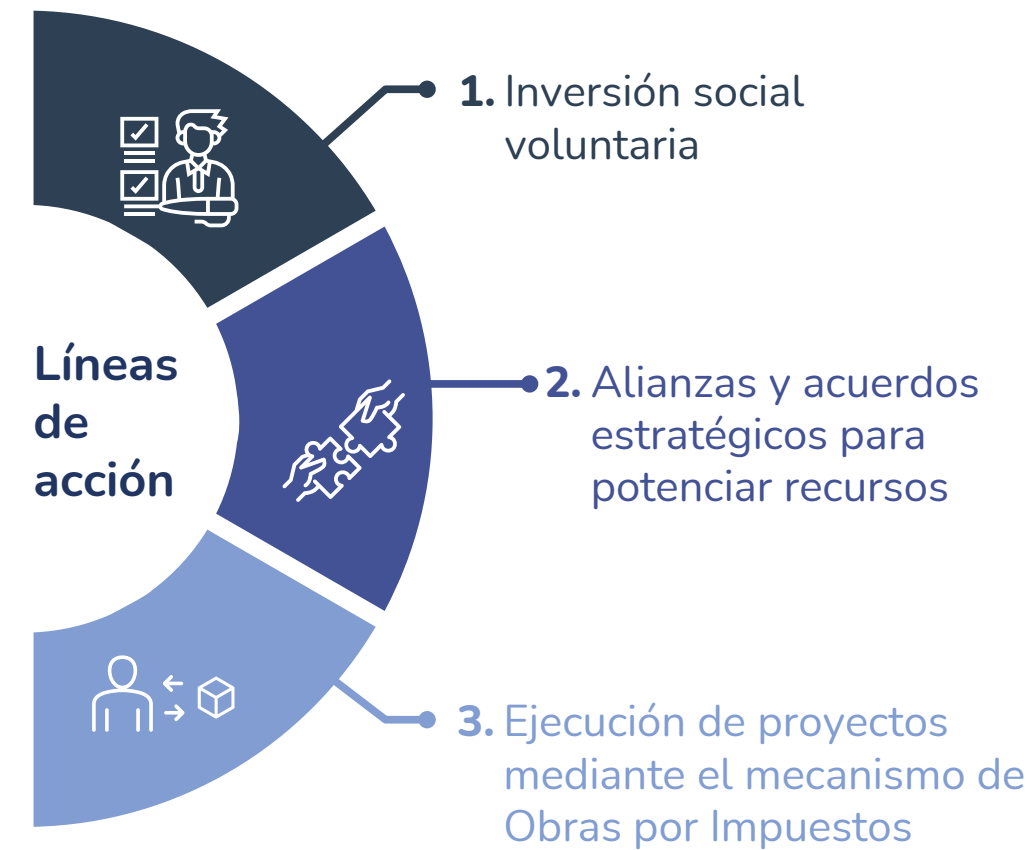 Líneas
de
acción
1. Inversión social
voluntaria
2. Alianzas y acuerdos
estratégicos para
potenciar recursos
3. Ejecución de proyectos
mediante el mecanismo de
Obras por Impuestos